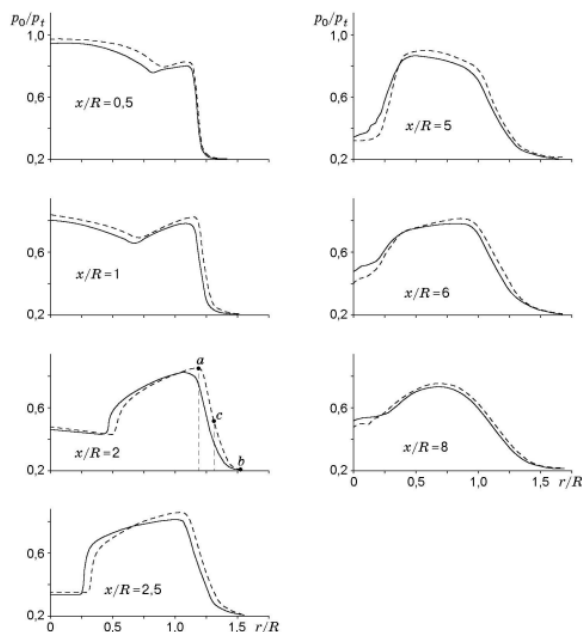 p₀/pₜ
1,0
0,6
0,2
x/R = 0,5
0,6
0,2
x/R = 1
0,6
0,2
a
c
b
x/R = 2
r/R
0,6
0,2
x/R = 2,5
0 0.5 1.0 1.5 r/R
p₀/pₜ
1,0
0,6
0,2
x/R = 5
0,6
0,2
x/R = 6
0,6
0,2
x/R = 8
0 0,5 1,0 1,5 r/R